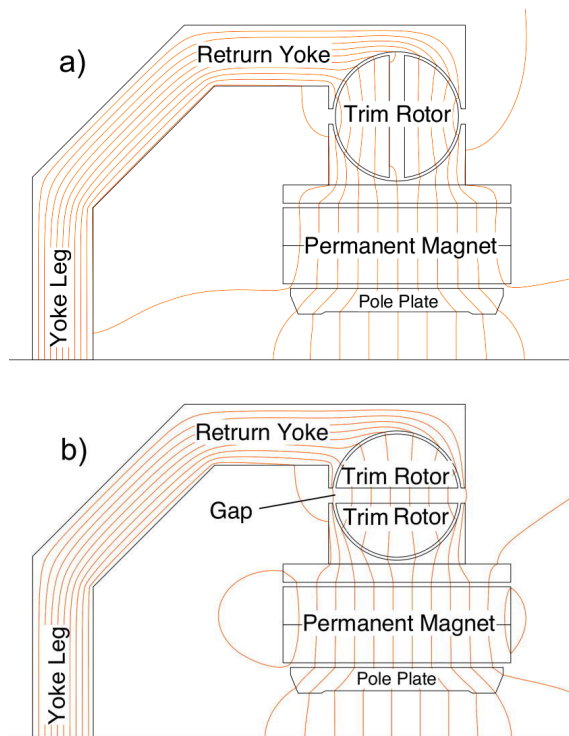 a)
Retrurn Yoke
Trim Rotor
Permanent Magnet
Pole Plate
Yoke Leg
b)
Retrurn Yoke
Trim Rotor
Gap
Trim Rotor
Permanent Magnet
Pole Plate
Yoke Leg